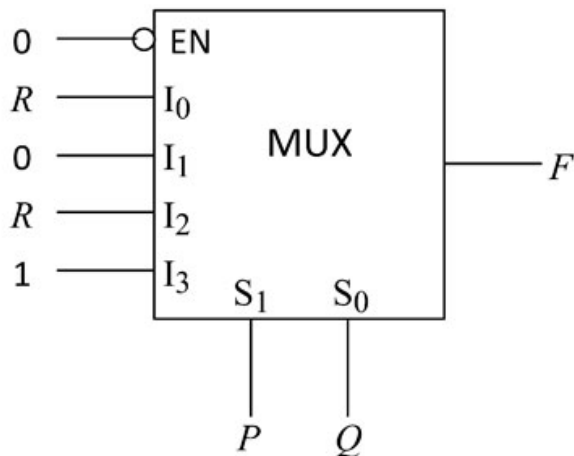 0 EN
R I₀
0 I₁ MUX F
R I₂
1 I₃
S₁ S₀
P Q